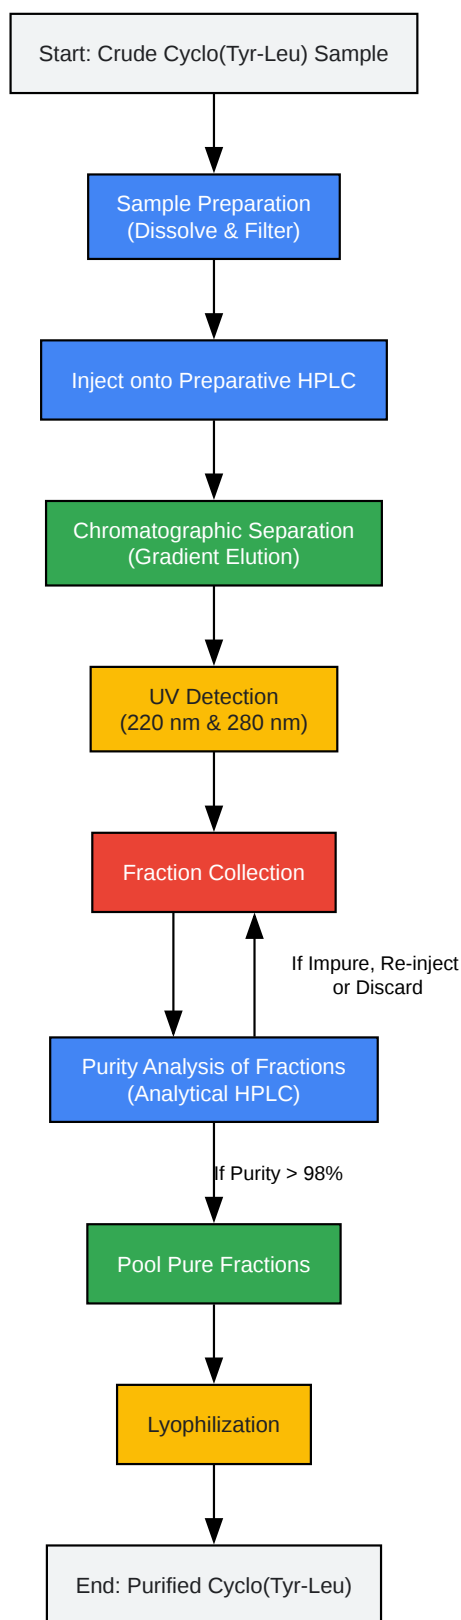 Start: Crude Cyclo(Tyr-Leu) Sample
Sample Preparation
(Dissolve & Filter)
Inject onto Preparative HPLC
Chromatographic Separation
(Gradient Elution)
UV Detection
(220 nm & 280 nm)
Fraction Collection
If Impure, Re-inject
or Discard
Purity Analysis of Fractions
(Analytical HPLC)
If Purity > 98%
Pool Pure Fractions
Lyophilization
End: Purified Cyclo(Tyr-Leu)